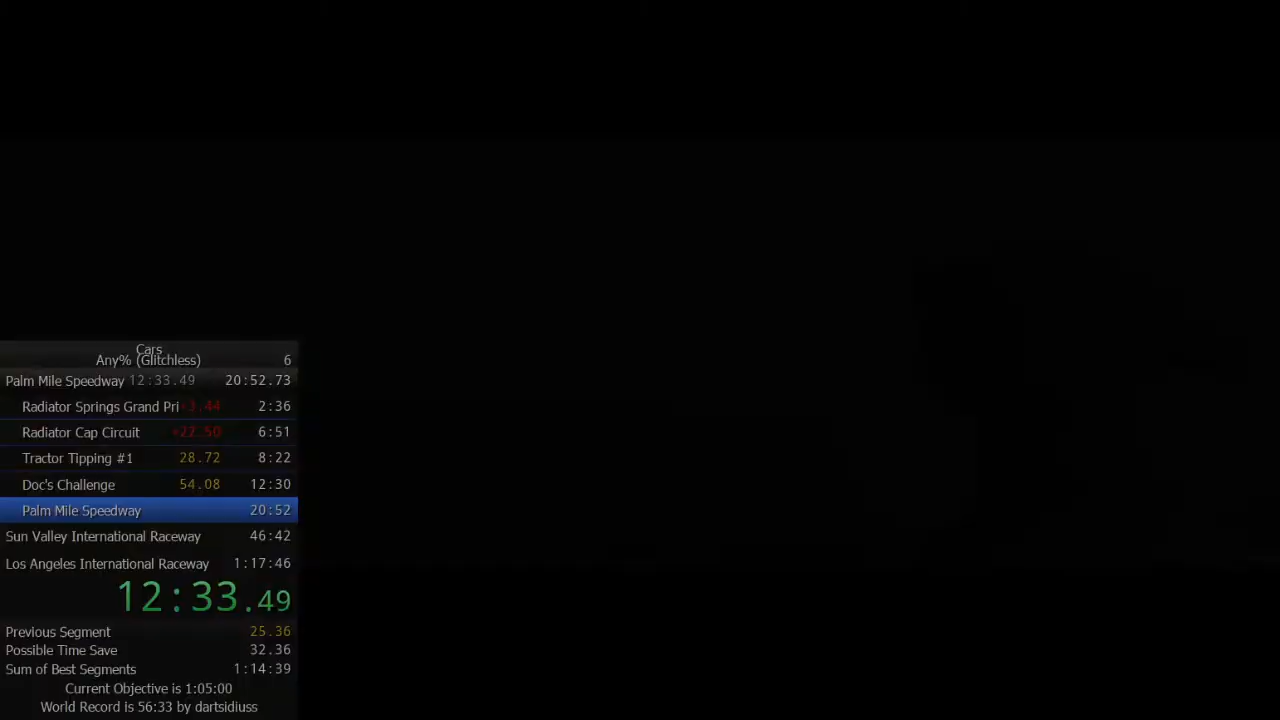 Cars
Any% (Glitchless) 6
Palm Mile Speedway 12:33.49 20:52.73
Radiator Springs Grand Pri -3.44 2:36
Radiator Cap Circuit +22.50 6:51
Tractor Tipping #1 28.72 8:22
Doc's Challenge 54.08 12:30
Palm Mile Speedway 20:52
Sun Valley International Raceway 46:42
Los Angeles International Raceway 1:17:46
12:33.49
Previous Segment 25.36
Possible Time Save 32.36
Sum of Best Segments 1:14:39
Current Objective is 1:05:00
World Record is 56:33 by dartsidiuss